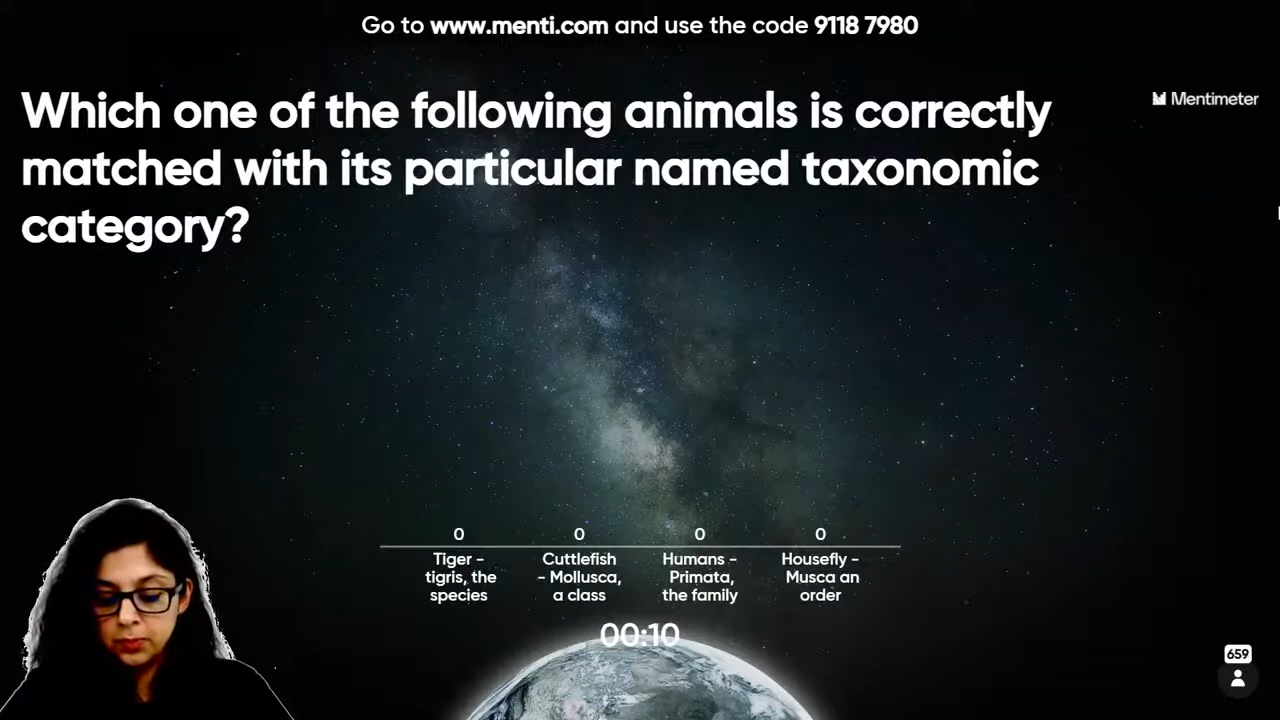 Go to www.menti.com and use the code 9118 7980
Mentimeter
Which one of the following animals is correctly
matched with its particular named taxonomic
category?
0
Tiger -
tigris, the
species
0
Cuttlefish
- Mollusca,
a class
0
Humans -
Primata,
the family
0
Housefly -
Musca an
order
00:10
659